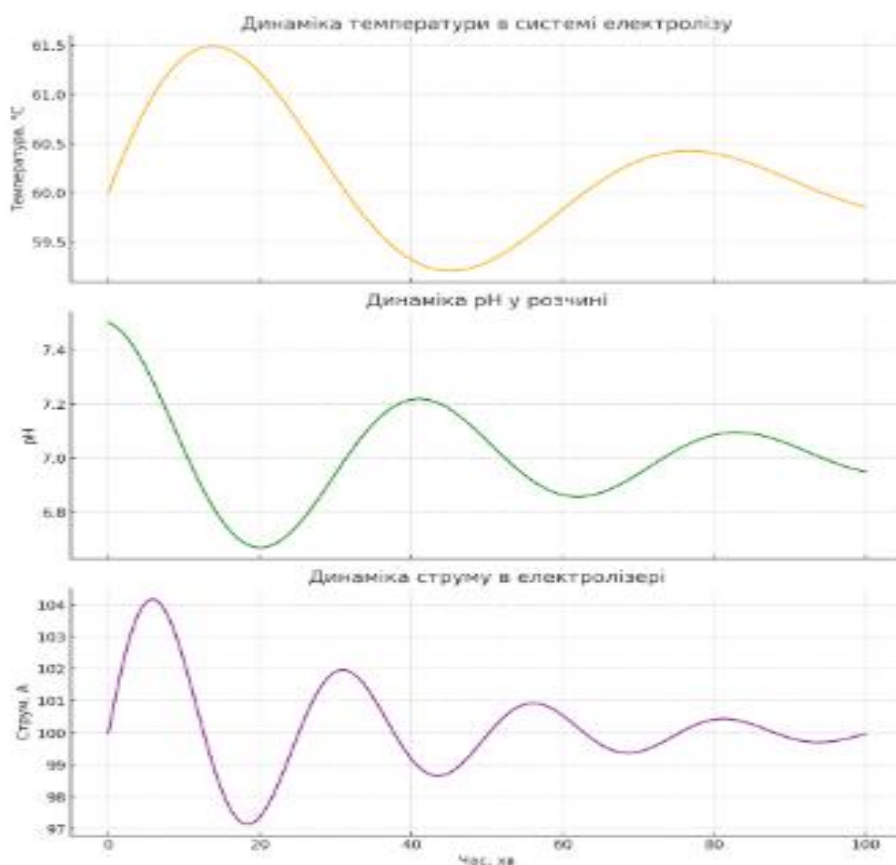 Динаміка температури в системі електролізу
Температура, °C
61.5
61.0
60.5
60.0
59.5
Динаміка pH у розчині
pH
7.4
7.2
7.0
6.8
Динаміка струму в електролізері
Струм, А
104
103
102
101
100
99
98
97
0 20 40 60 80 100
Час, хв